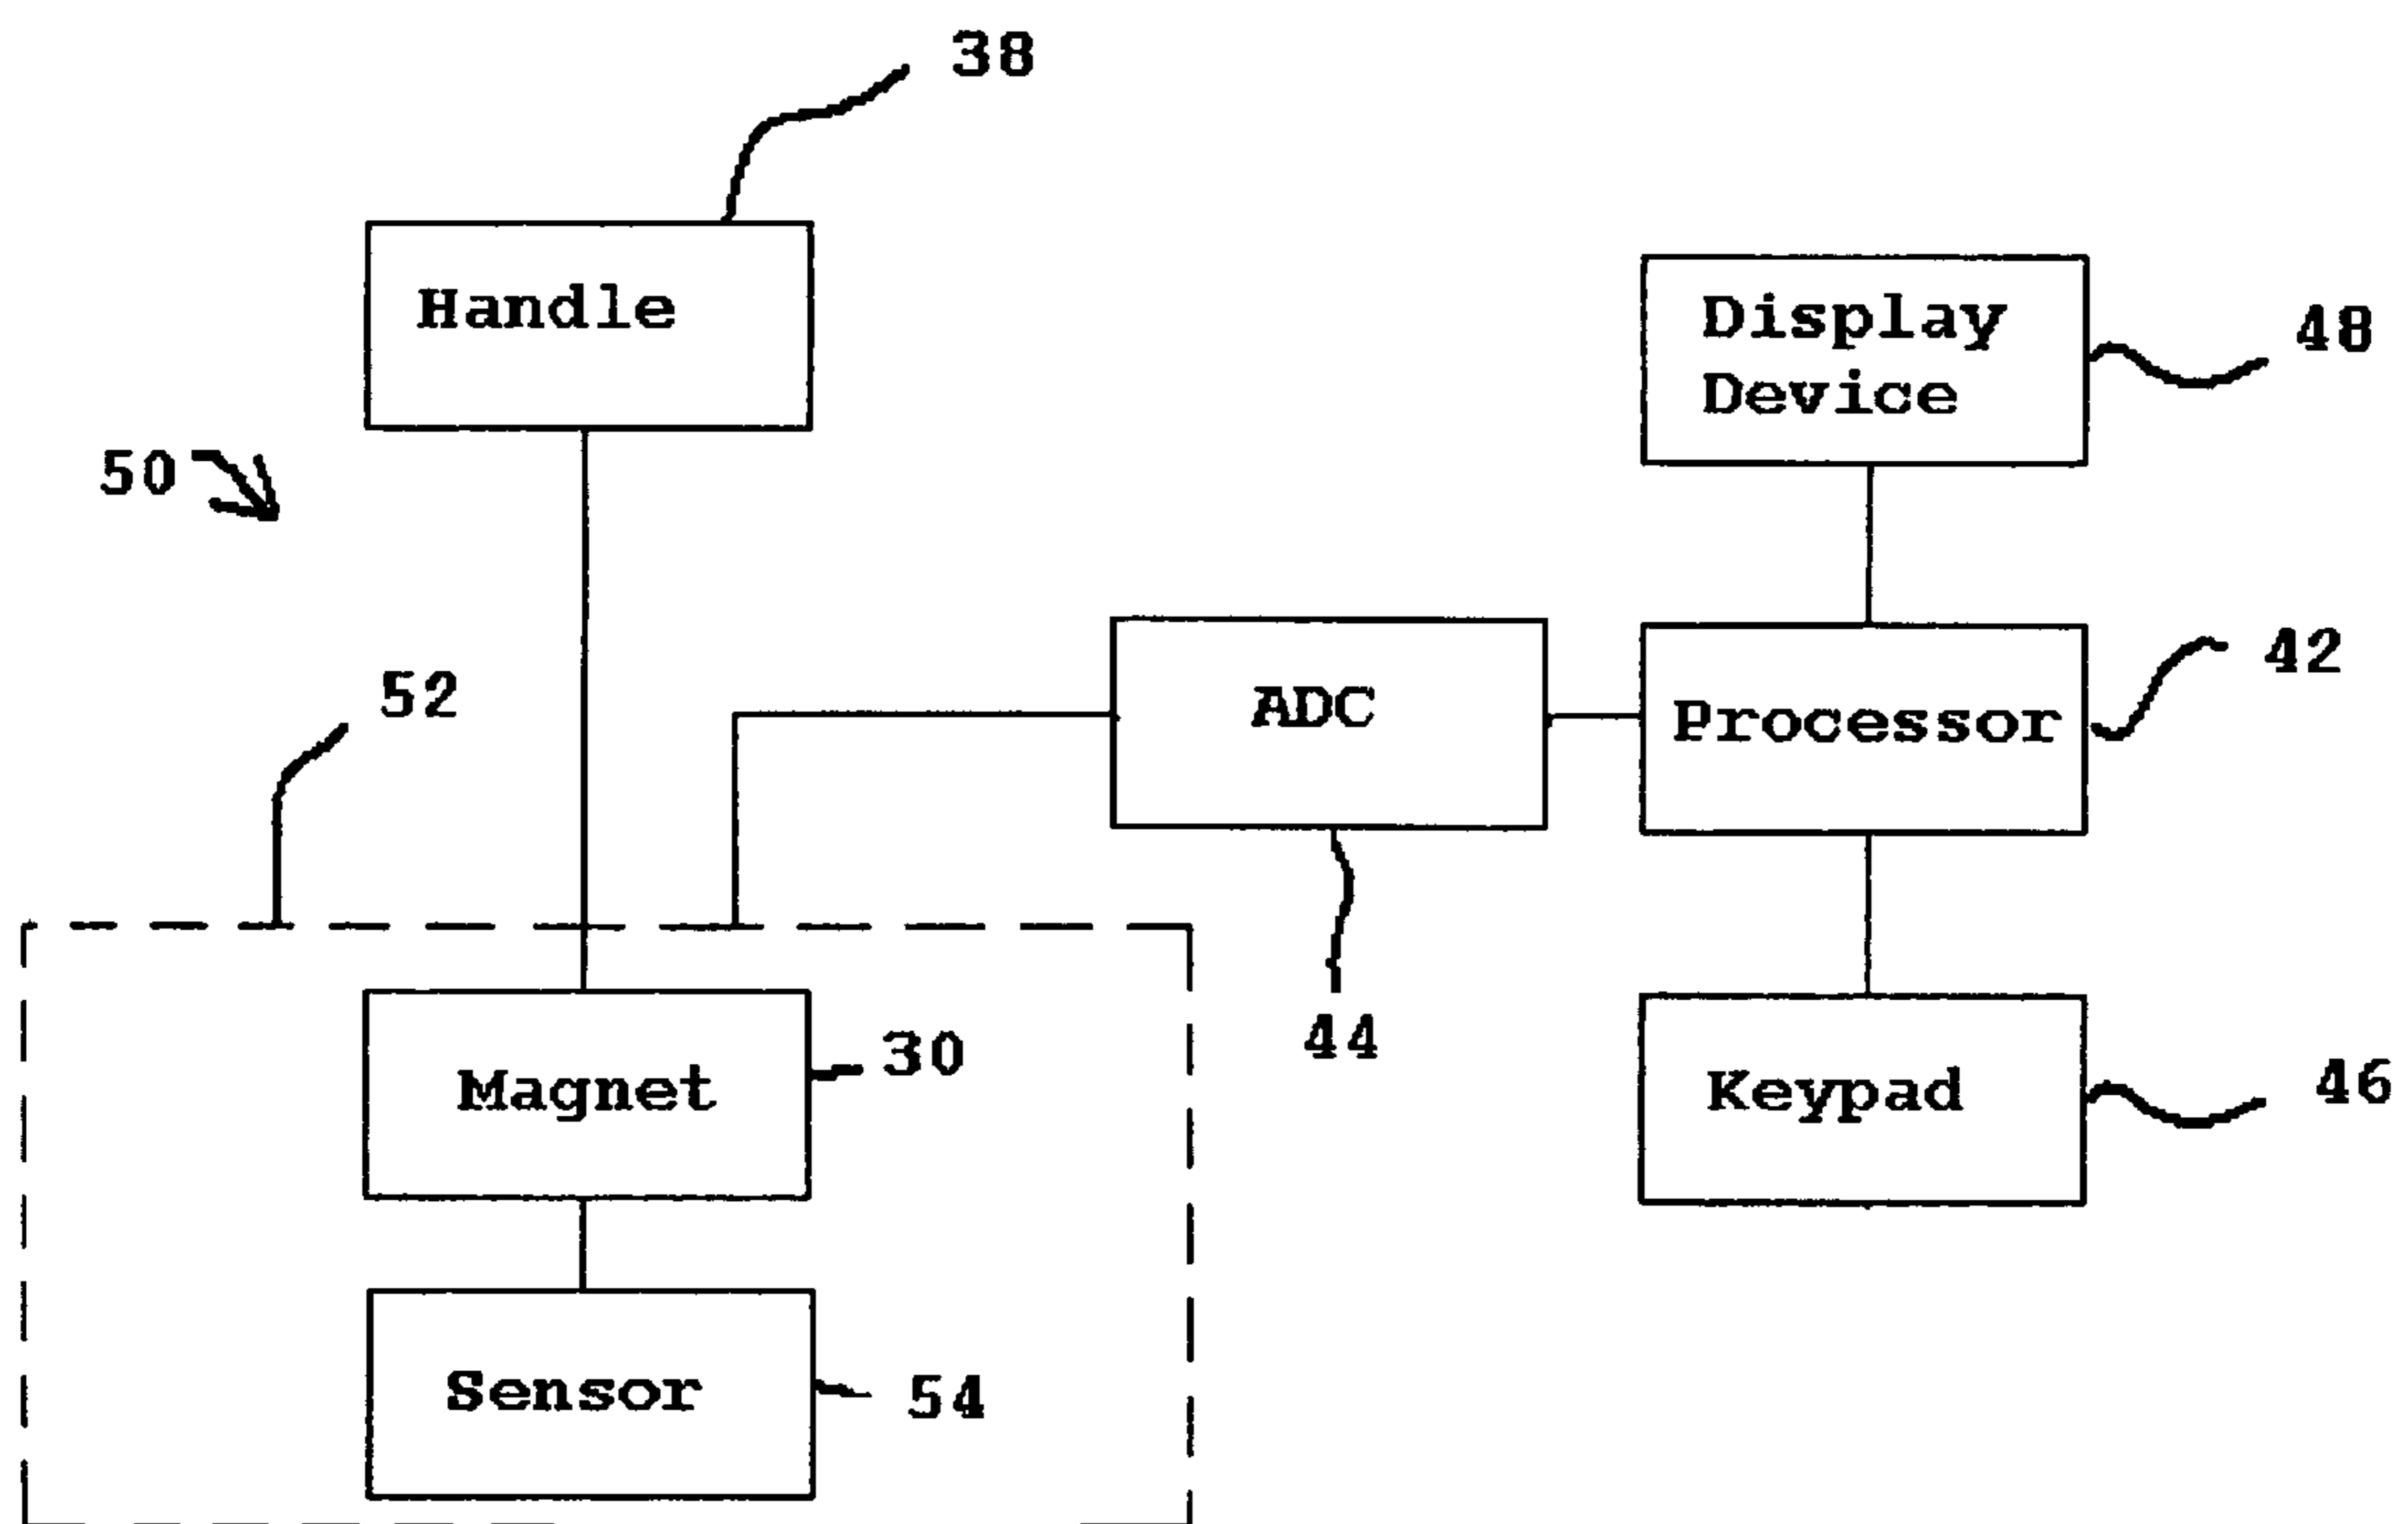 38
Handle
Display
Device
48
50
52
ADC
Processor
42
Magnet
30
44
Keypad
46
Sensor
54